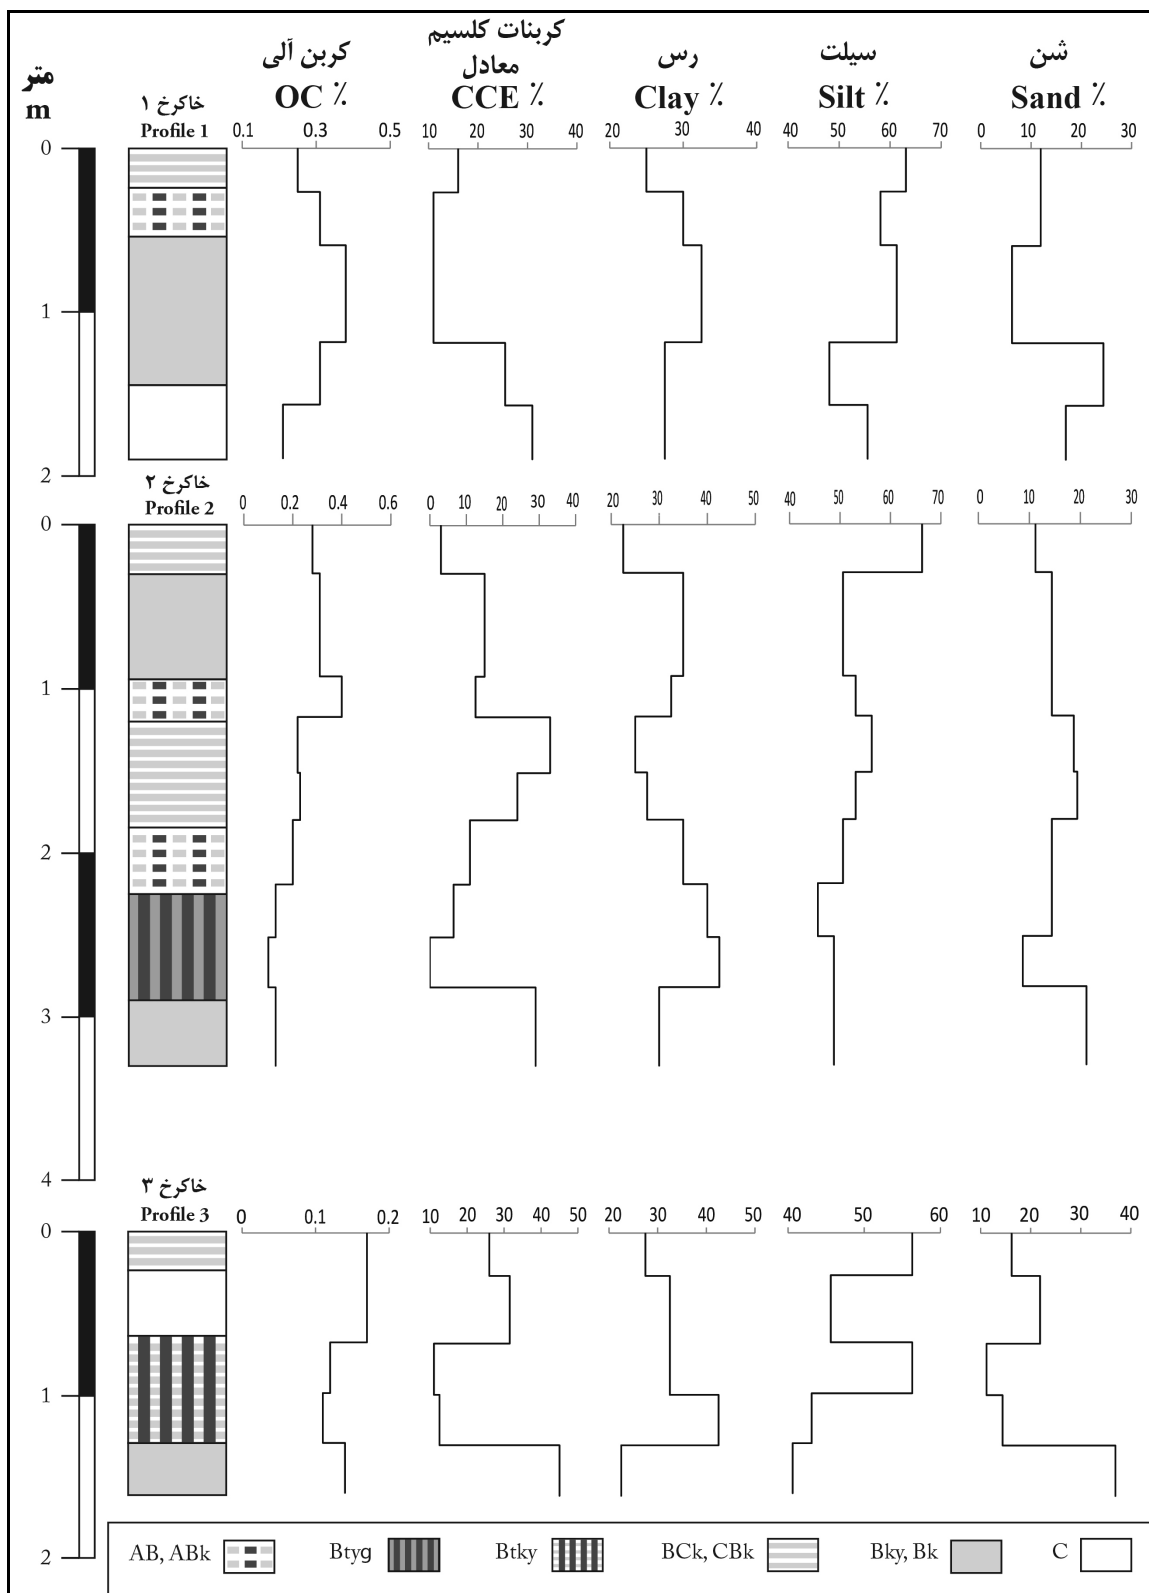 متر
m
کربن آلی
OC ٪
کربنات کلسیم
معادل
CCE ٪
رس
Clay ٪
سیلت
Silt ٪
شن
Sand ٪
خاکرخ ۱
Profile 1
0.1 0.3 0.5
10 20 30 40
20 30 40
40 50 60 70
0 10 20 30
0
1
2
خاکرخ ۲
Profile 2
0 0.2 0.4 0.6
0 10 20 30 40
20 30 40 50
40 50 60 70
0 10 20 30
0
1
2
3
4
خاکرخ ۳
Profile 3
0 0.1 0.2
10 20 30 40 50
20 30 40 50
40 50 60
10 20 30 40
0
1
2
AB, ABk Btyg Btky BCk, CBk Bky, Bk C